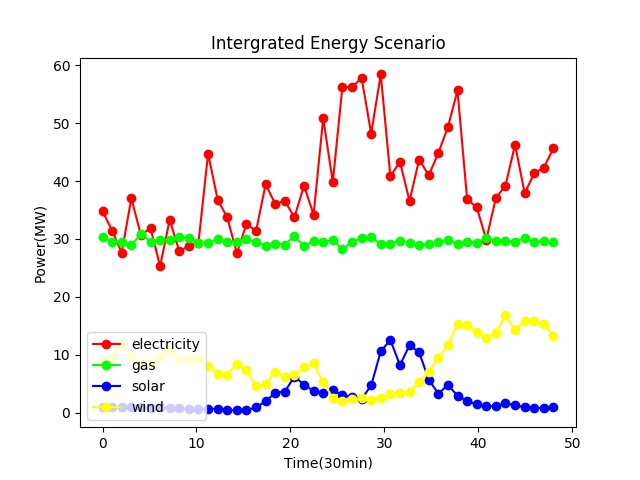 Intergrated Energy Scenario
Power(MW)
60
50
40
30
20
10
0
electricity
gas
solar
wind
0 10 20 30 40 50
Time(30min)